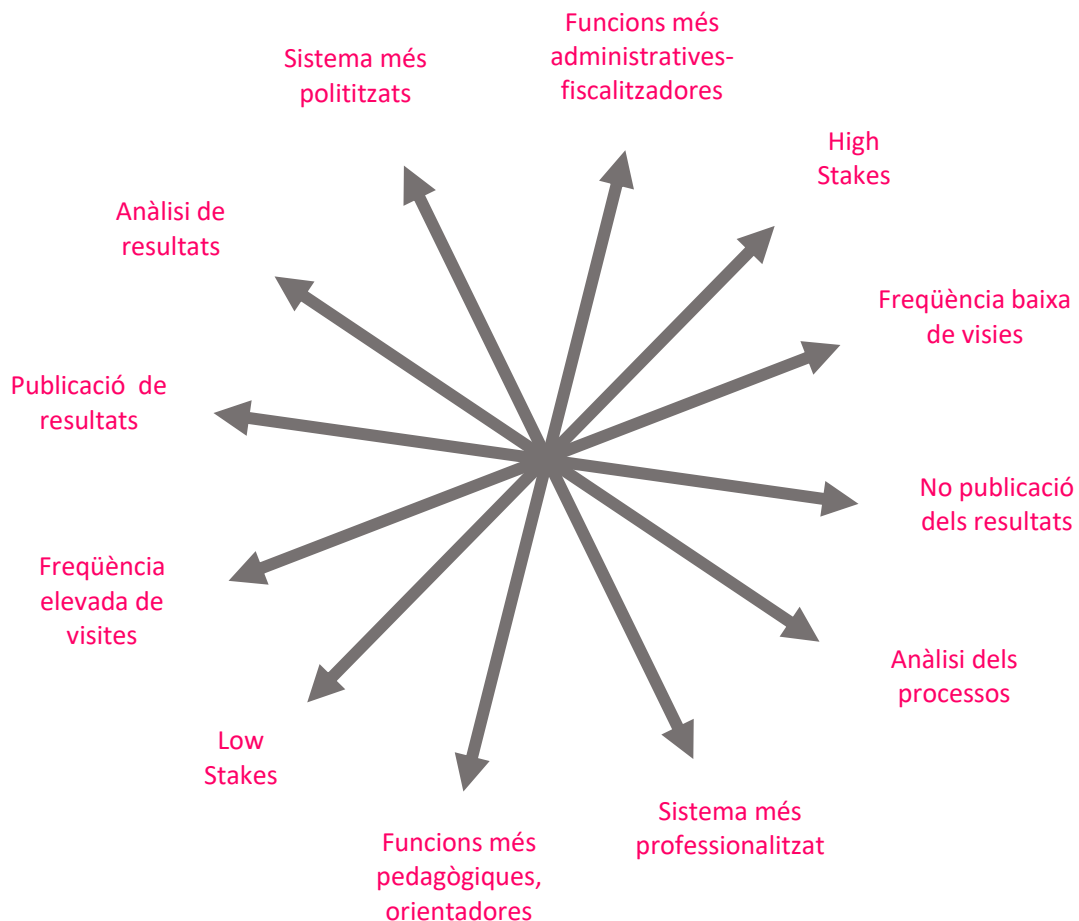 Funcions més
administratives-
fiscalitzadores
Sistema més
polititzats
High
Stakes
Anàlisi de
resultats
Freqüència baixa
de visies
Publicació  de
resultats
No publicació
dels resultats
Freqüència
elevada de
visites
Anàlisi dels
processos
Low
Stakes
Sistema més
professionalitzat
Funcions més
pedagògiques,
orientadores